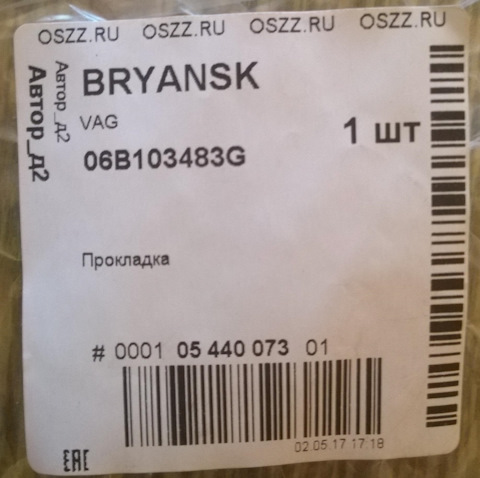 OSZZ.RU OSZZ.RU OSZZ.RU OSZZ.RU
Автор_д2
Автор_д2
BRYANSK
VAG
1 шт
06B103483G
Прокладка
# 0001 05 440 073 01
02.05.17 17:18
EAC